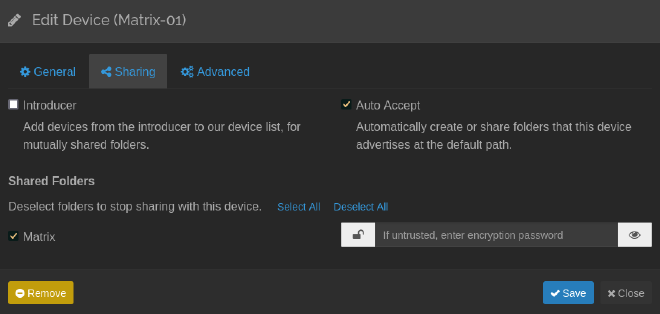 Edit Device (Matrix-01)
General Sharing Advanced
Introducer
Add devices from the introducer to our device list, for
mutually shared folders.
Auto Accept
Automatically create or share folders that this device
advertises at the default path.
Shared Folders
Deselect folders to stop sharing with this device. Select All Deselect All
Matrix
If untrusted, enter encryption password
Remove
Save
Close